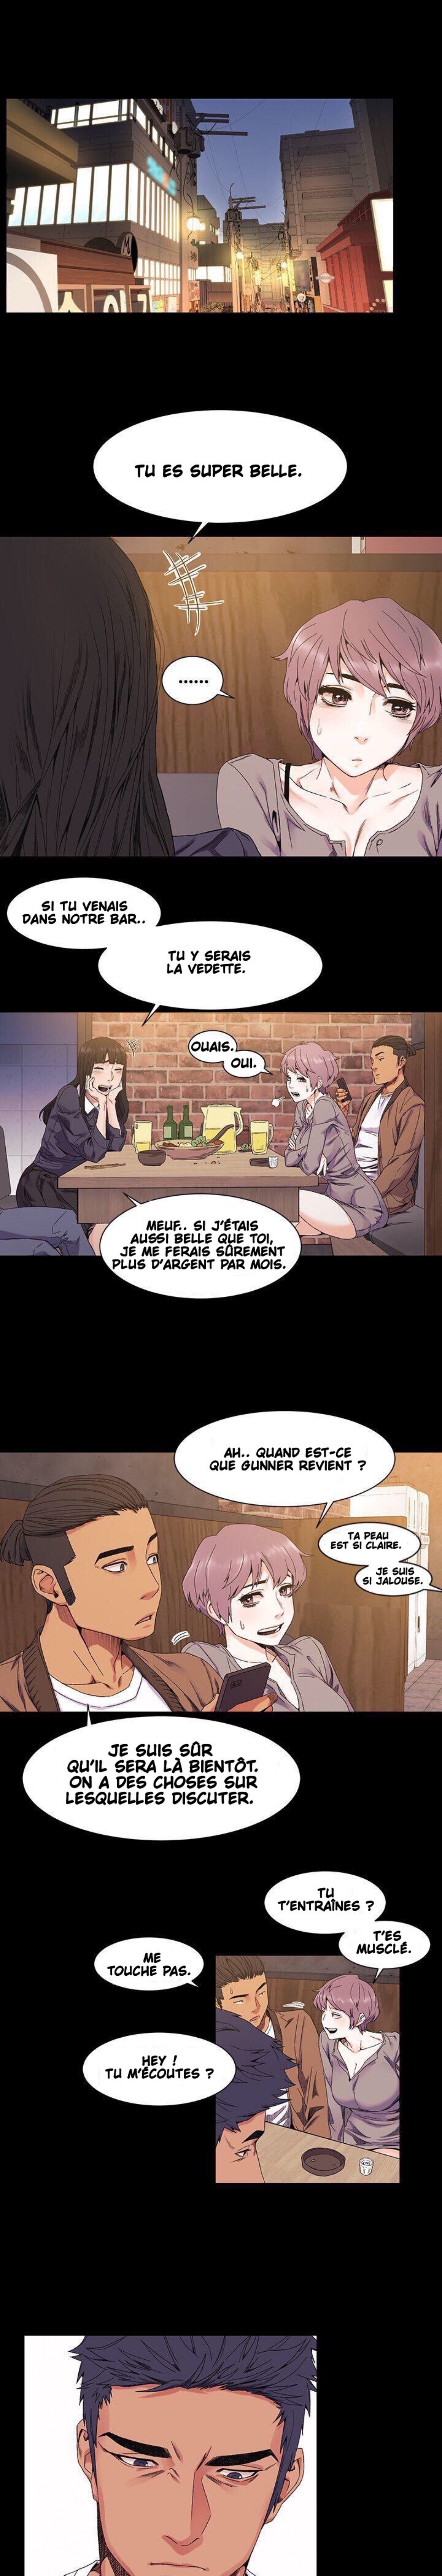 TU ES SUPER BELLE.
......
SI TU VENAIS
DANS NOTRE BAR..
TU Y SERAIS
LA VEDETTE.
OUAIS.
OUI.
MEUF.. SI J'ÉTAIS
AUSSI BELLE QUE TOI,
JE ME FERAIS SÛREMENT
PLUS D'ARGENT PAR MOIS.
AH.. QUAND EST-CE
QUE GUNNER REVIENT ?
TA PEAU
EST SI CLAIRE.
JE SUIS
SI JALOUSE.
JE SUIS SÛR
QU'IL SERA LÀ BIENTÔT.
ON A DES CHOSES SUR
LESQUELLES DISCUTER.
TU
T'ENTRAÎNES ?
T'ES
MUSCLÉ.
ME
TOUCHE PAS.
HEY !
TU M'ÉCOUTES ?